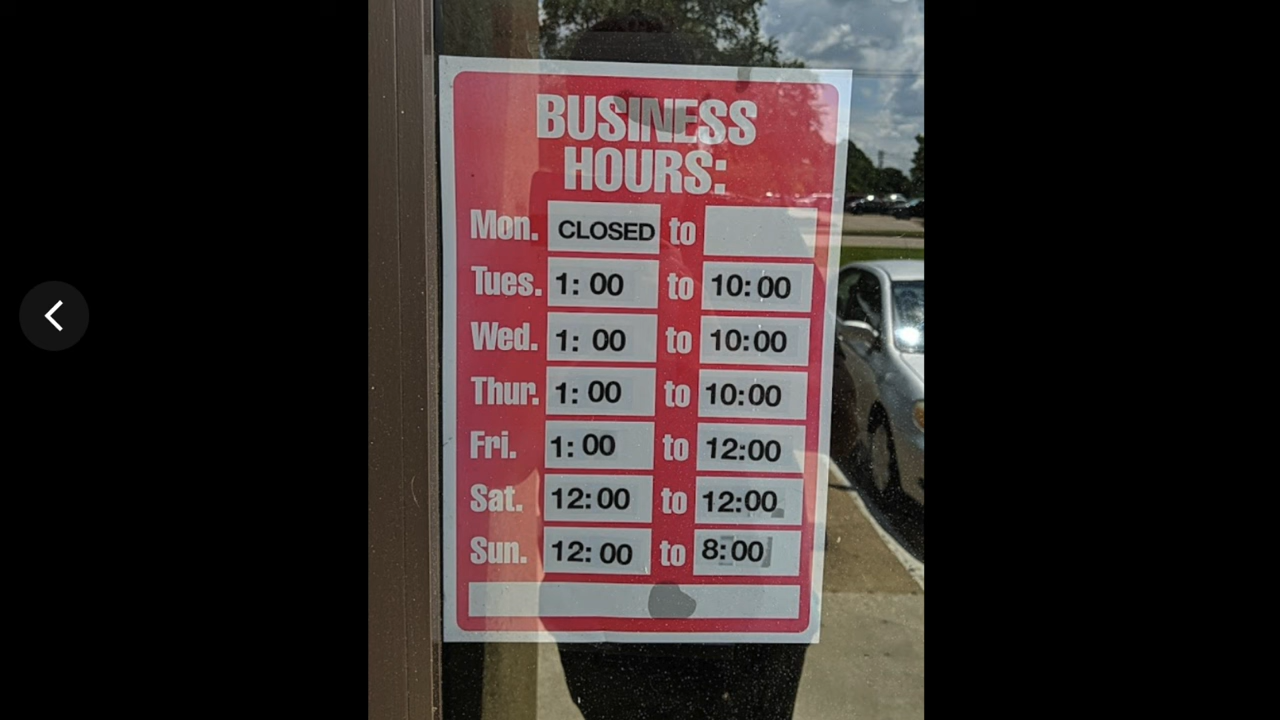 BUSINESS
HOURS:
Mon. CLOSED to
Tues. 1: 00 to 10:00
Wed. 1: 00 to 10:00
Thur. 1: 00 to 10:00
Fri. 1: 00 to 12:00
Sat. 12:00 to 12:00
Sun. 12: 00 to 8:00